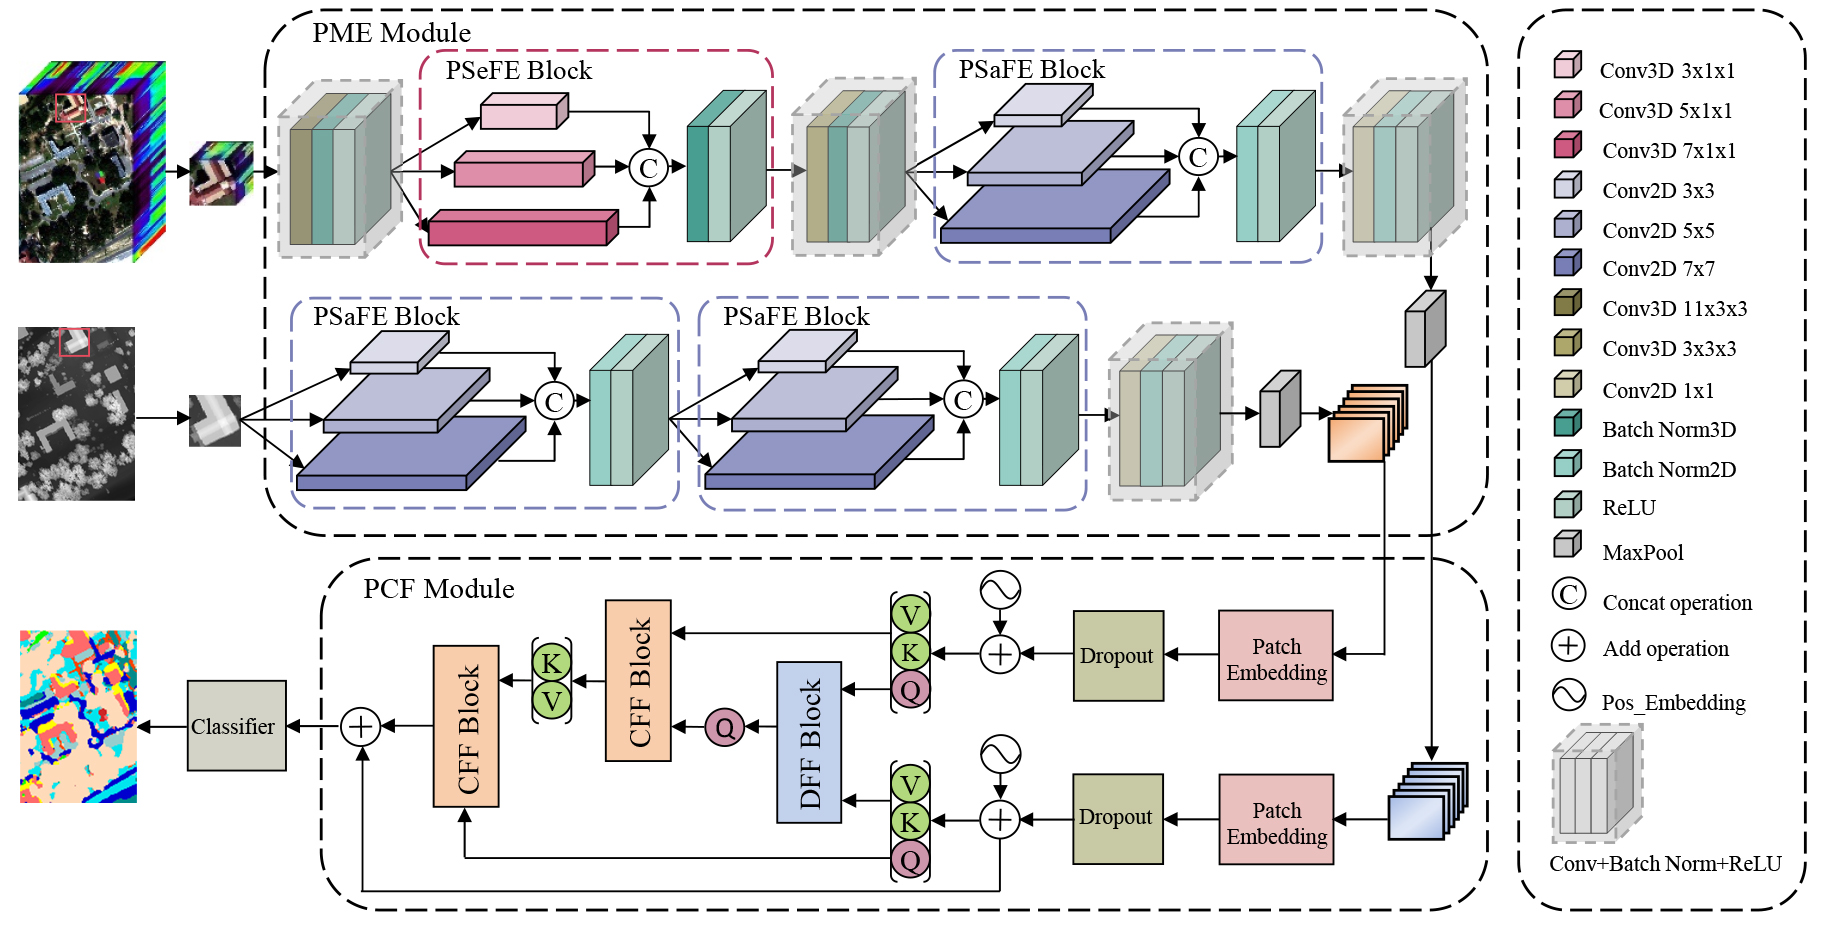 PME Module
PSeFE Block
C
PSaFE Block
C
PSaFE Block
C
PSaFE Block
C
PCF Module
V
K
Q
Dropout
Patch
Embedding
K
V
CFF Block
CFF Block
Q
DFF Block
Classifier
V
K
Q
Dropout
Patch
Embedding
Conv3D 3x1x1
Conv3D 5x1x1
Conv3D 7x1x1
Conv2D 3x3
Conv2D 5x5
Conv2D 7x7
Conv3D 11x3x3
Conv3D 3x3x3
Conv2D 1x1
Batch Norm3D
Batch Norm2D
ReLU
MaxPool
C Concat operation
Add operation
Pos_Embedding
Conv+Batch Norm+ReLU